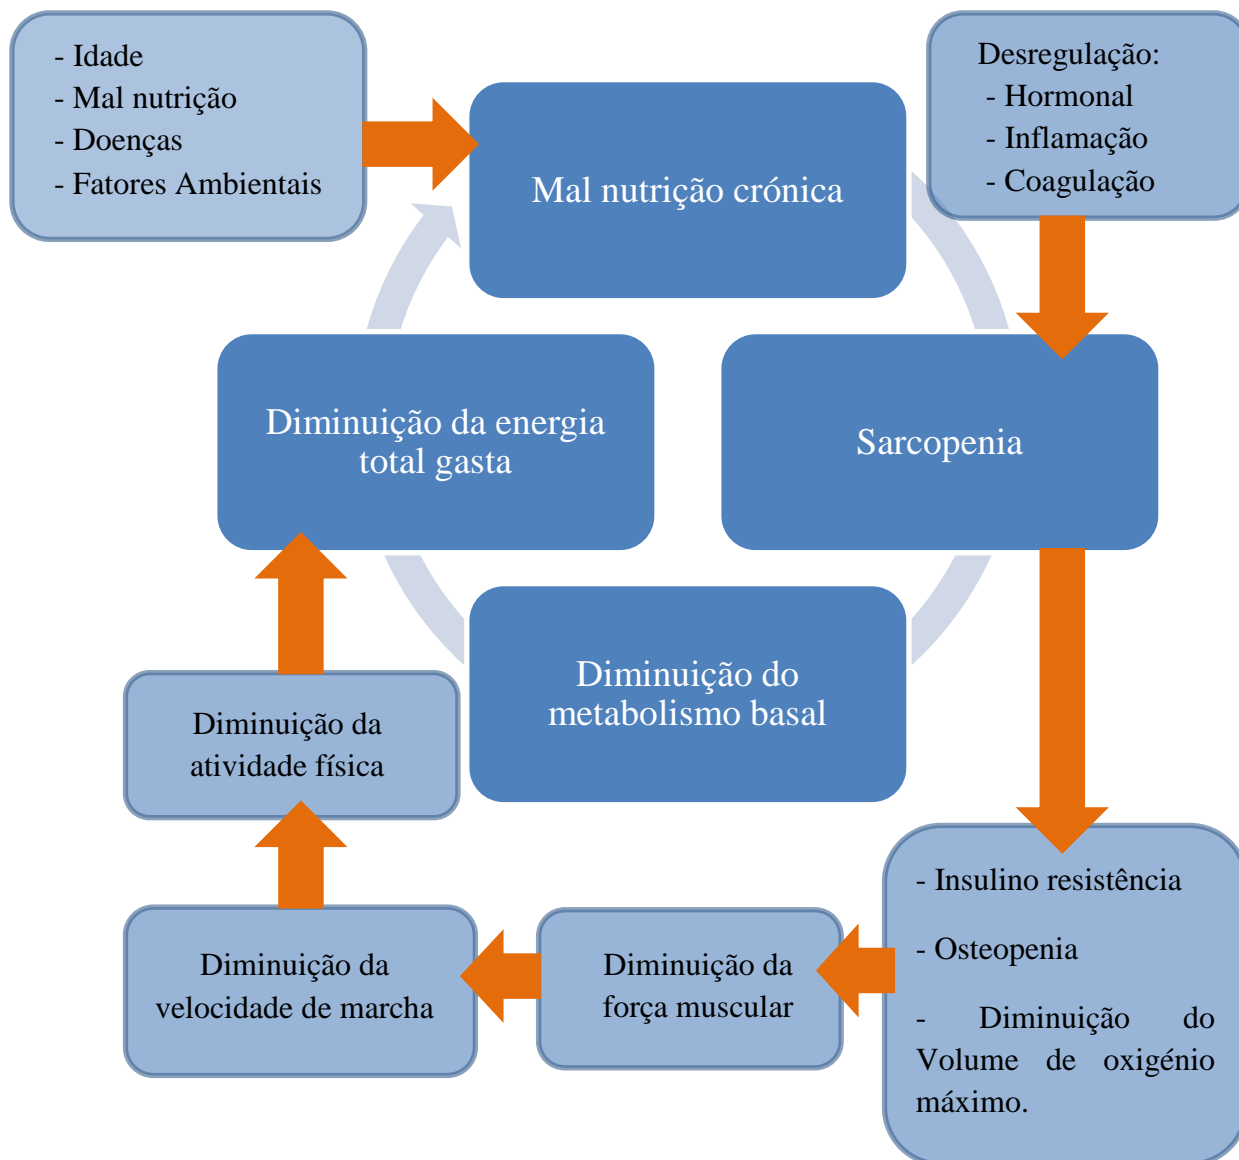 - Idade
- Mal nutrição
- Doenças
- Fatores Ambientais
Mal nutrição crónica
Desregulação:
- Hormonal
- Inflamação
- Coagulação
Diminuição da energia
total gasta
Sarcopenia
Diminuição do
metabolismo basal
Diminuição da
atividade física
Diminuição da
velocidade de marcha
Diminuição da
força muscular
- Insulino resistência
- Osteopenia
- Diminuição do
Volume de oxigénio
máximo.